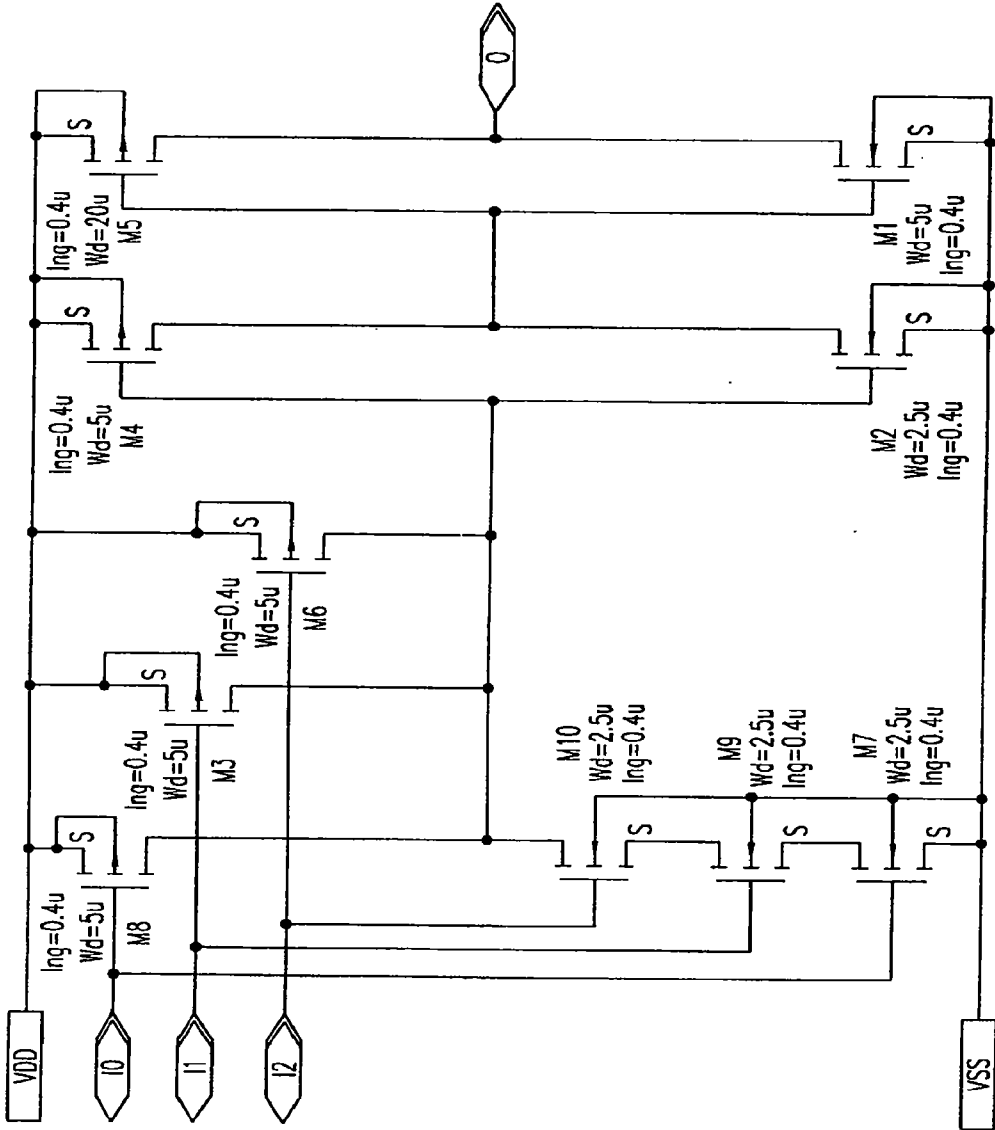 VDD
I0
I1
I2
VSS
lng=0.4u
Wd=5u
M8
S
lng=0.4u
Wd=5u
M3
S
lng=0.4u
Wd=5u
M6
S
lng=0.4u
Wd=5u
M4
S
lng=0.4u
Wd=20u
M5
S
O
M10
Wd=2.5u
lng=0.4u
S
M9
Wd=2.5u
lng=0.4u
S
M7
Wd=2.5u
lng=0.4u
S
M2
Wd=2.5u
lng=0.4u
S
M1
Wd=5u
lng=0.4u
S